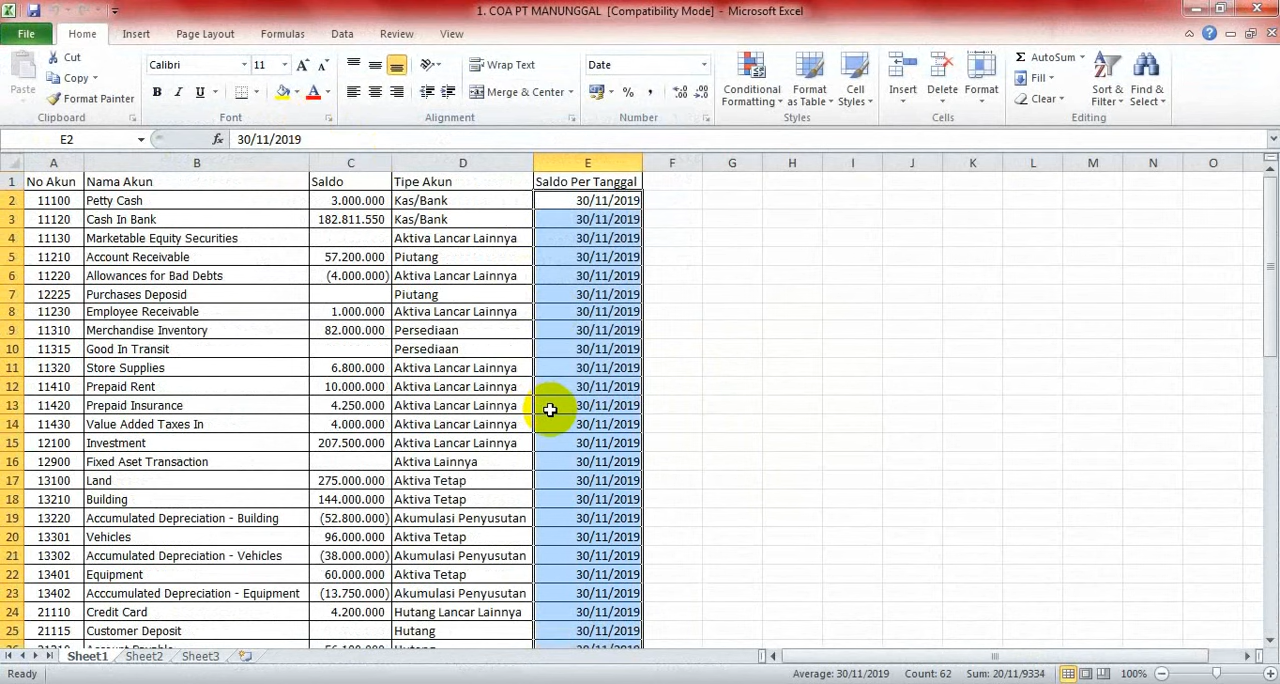 1. COA PT MANUNGGAL [Compatibility Mode] - Microsoft Excel
File Home Insert Page Layout Formulas Data Review View
Paste Cut Copy Format Painter Clipboard
Calibri 11 B I U A A A Font
Wrap Text Merge & Center Alignment
Date % , Number
Conditional Formatting Format as Table Cell Styles Styles
Insert Delete Format Cells
AutoSum Fill Clear Sort & Filter Find & Select Editing
E2 fx 30/11/2019
A B C D E F G H I J K L M N O
1 No Akun Nama Akun Saldo Tipe Akun Saldo Per Tanggal
2 11100 Petty Cash 3.000.000 Kas/Bank 30/11/2019
3 11120 Cash In Bank 182.811.550 Kas/Bank 30/11/2019
4 11130 Marketable Equity Securities Aktiva Lancar Lainnya 30/11/2019
5 11210 Account Receivable 57.200.000 Piutang 30/11/2019
6 11220 Allowances for Bad Debts (4.000.000) Aktiva Lancar Lainnya 30/11/2019
7 12225 Purchases Deposid Piutang 30/11/2019
8 11230 Employee Receivable 1.000.000 Aktiva Lancar Lainnya 30/11/2019
9 11310 Merchandise Inventory 82.000.000 Persediaan 30/11/2019
10 11315 Good In Transit Persediaan 30/11/2019
11 11320 Store Supplies 6.800.000 Aktiva Lancar Lainnya 30/11/2019
12 11410 Prepaid Rent 10.000.000 Aktiva Lancar Lainnya 30/11/2019
13 11420 Prepaid Insurance 4.250.000 Aktiva Lancar Lainnya 30/11/2019
14 11430 Value Added Taxes In 4.000.000 Aktiva Lancar Lainnya 30/11/2019
15 12100 Investment 207.500.000 Aktiva Lancar Lainnya 30/11/2019
16 12900 Fixed Aset Transaction Aktiva Lainnya 30/11/2019
17 13100 Land 275.000.000 Aktiva Tetap 30/11/2019
18 13210 Building 144.000.000 Aktiva Tetap 30/11/2019
19 13220 Accumulated Depreciation - Building (52.800.000) Akumulasi Penyusutan 30/11/2019
20 13301 Vehicles 96.000.000 Aktiva Tetap 30/11/2019
21 13302 Accumulated Depreciation - Vehicles (38.000.000) Akumulasi Penyusutan 30/11/2019
22 13401 Equipment 60.000.000 Aktiva Tetap 30/11/2019
23 13402 Acccumulated Depreciation - Equipment (13.750.000) Akumulasi Penyusutan 30/11/2019
24 21110 Credit Card 4.200.000 Hutang Lancar Lainnya 30/11/2019
25 21115 Customer Deposit Hutang 30/11/2019
Sheet1 Sheet2 Sheet3
Ready Average: 30/11/2019 Count: 62 Sum: 20/11/9334 100%